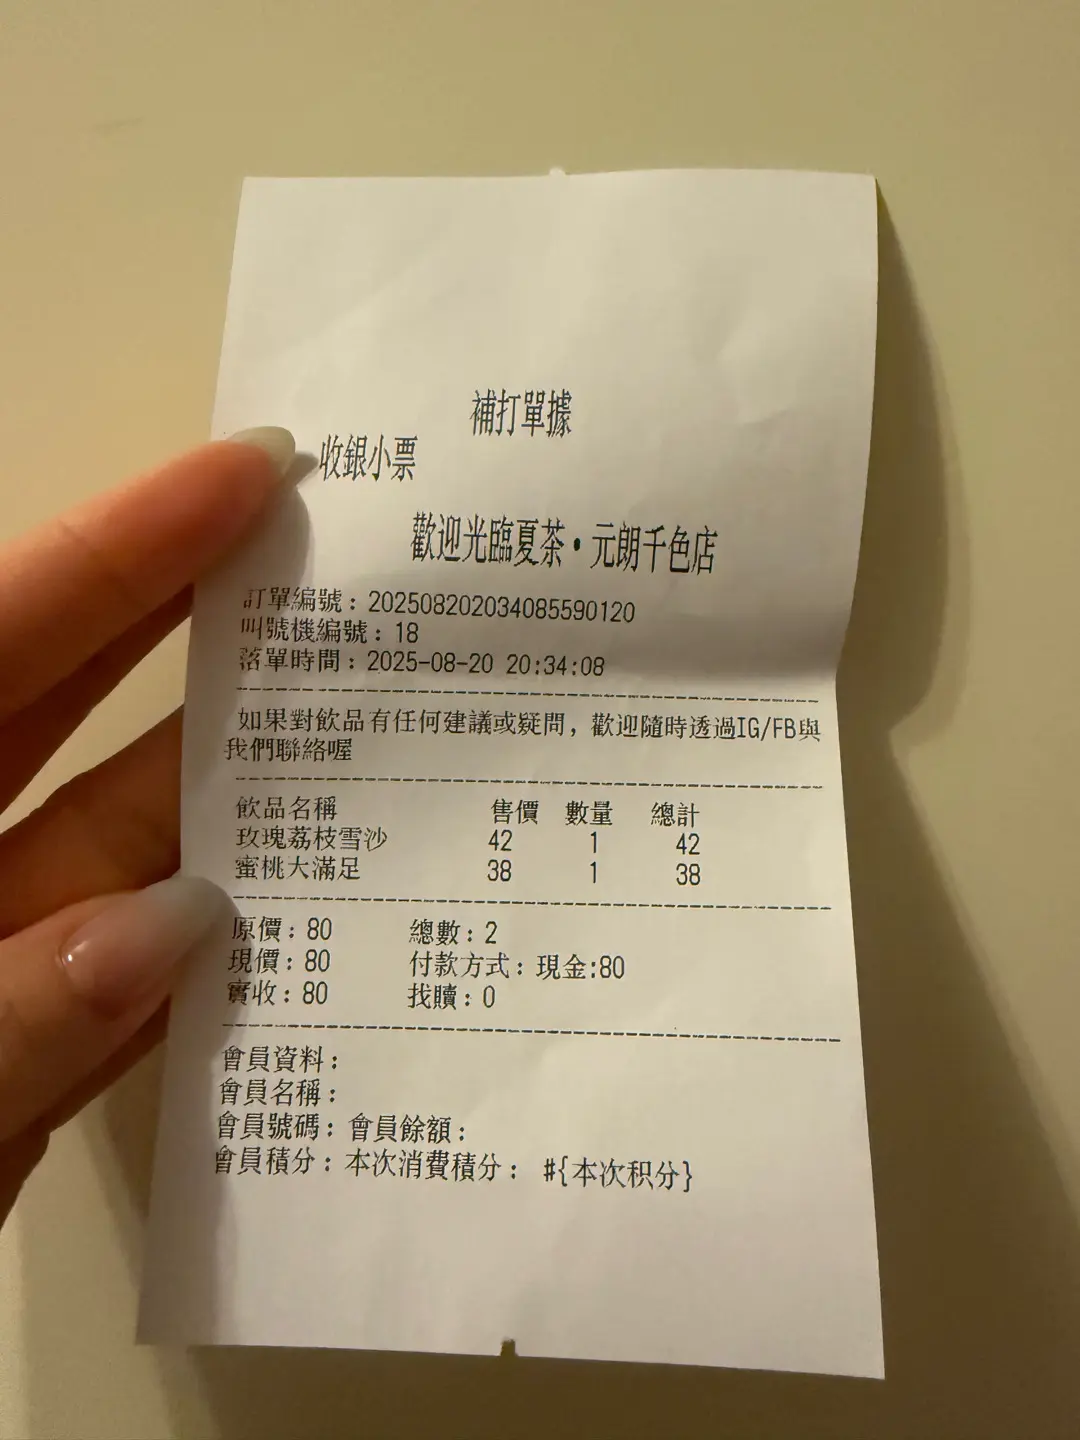 補打單據
收銀小票
歡迎光臨夏茶•元朗千色店
訂單編號：202508202034085590120
叫號機編號：18
落單時間：2025-08-20 20:34:08
如果對飲品有任何建議或疑問，歡迎隨時透過IG/FB與
我們聯絡喔
飲品名稱 售價 數量 總計
玫瑰荔枝雪沙 42 1 42
蜜桃大滿足 38 1 38
原價：80 總數：2
現價：80 付款方式：現金:80
實收：80 找贖：0
會員資料：
會員名稱：
會員號碼：會員餘額：
會員積分：本次消費積分： #{本次积分}